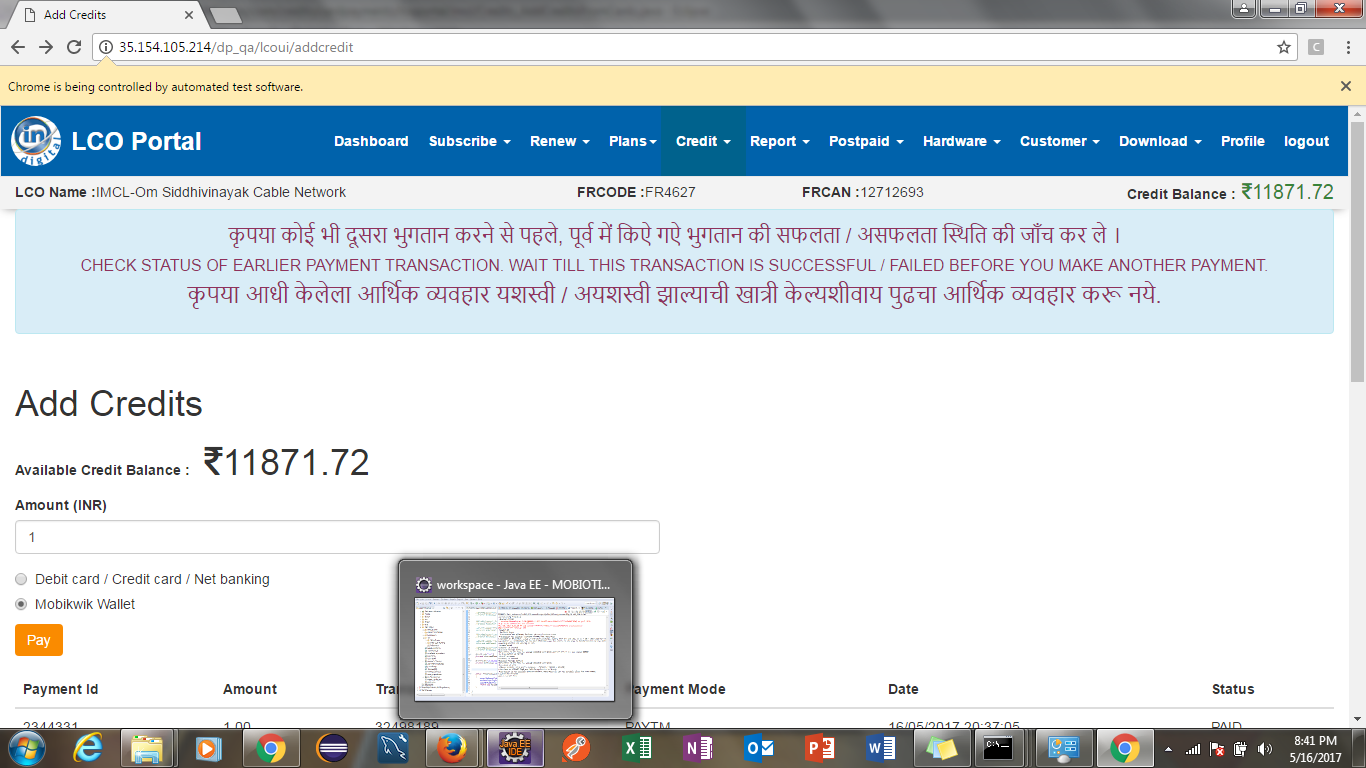 Add Credits
35.154.105.214/dp_qa/lcoui/addcredit
C
Chrome is being controlled by automated test software.
in digital
LCO Portal
Dashboard Subscribe Renew Plans Credit Report Postpaid Hardware Customer Download Profile logout
LCO Name :IMCL-Om Siddhivinayak Cable Network FRCODE :FR4627 FRCAN :12712693 Credit Balance : ₹11871.72
कृपया कोई भी दूसरा भुगतान करने से पहले, पूर्व में किऐ गऐ भुगतान की सफलता / असफलता स्थिति की जाँच कर ले ।
CHECK STATUS OF EARLIER PAYMENT TRANSACTION. WAIT TILL THIS TRANSACTION IS SUCCESSFUL / FAILED BEFORE YOU MAKE ANOTHER PAYMENT.
कृपया आधी केलेला आर्थिक व्यवहार यशस्वी / अयशस्वी झाल्याची खात्री केल्यशीवाय पुढचा आर्थिक व्यवहार करू नये.
Add Credits
Available Credit Balance : ₹11871.72
Amount (INR)
1
Debit card / Credit card / Net banking
Mobikwik Wallet
Pay
workspace - Java EE - MOBIOTI...
Payment Id Amount Tra ayment Mode Date Status
2344331 1.00 32498189 PAYTM 16/05/2017 20:37:05 PAID
Java EE IDE
C:\_
8:41 PM
5/16/2017